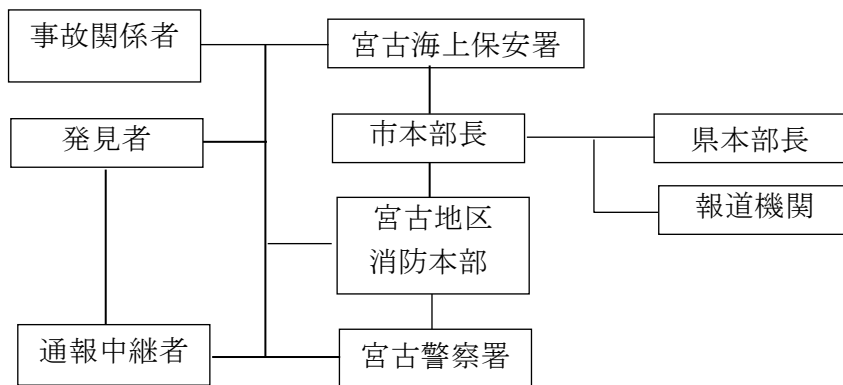 事故関係者
宮古海上保安署
発見者
市本部長
県本部長
宮古地区
消防本部
報道機関
通報中継者
宮古警察署